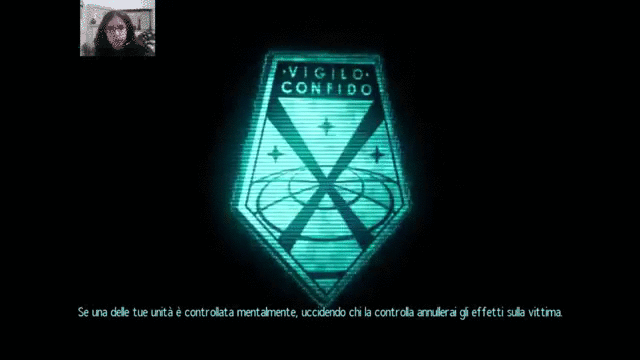 ·VIGILO·
CONFIDO
Se una delle tue unità è controllata mentalmente, uccidendo chi la controlla annullerai gli effetti sulla vittima.